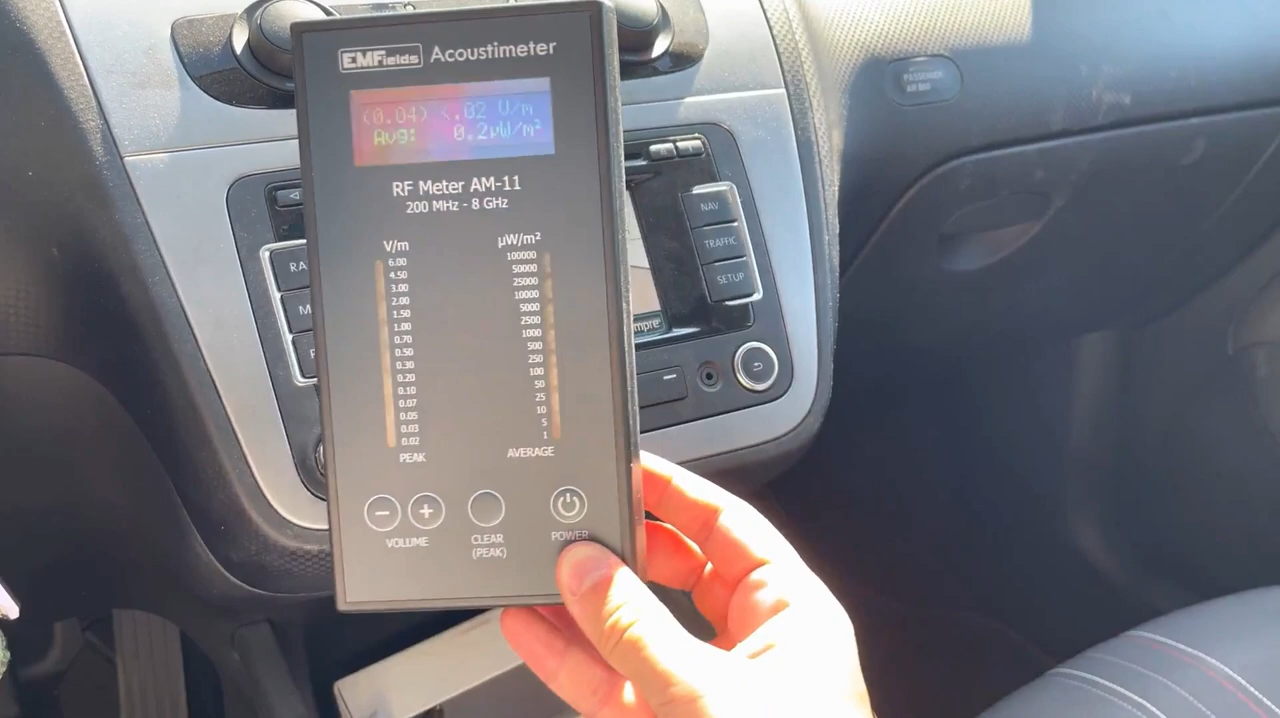 EMFields Acoustimeter
(0.04) <.02 V/m
Avg: 0.2µW/m²
RF Meter AM-11
200 MHz - 8 GHz
V/m
6.00
4.50
3.00
2.00
1.50
1.00
0.70
0.50
0.30
0.20
0.10
0.07
0.05
0.03
0.02
PEAK
µW/m²
100000
50000
25000
10000
5000
2500
1000
500
250
100
50
25
10
5
1
AVERAGE
VOLUME
CLEAR
(PEAK)
POWER
RA
M
NAV
TRAFFIC
SETUP
mpre
PASSENGER
AIR BAG